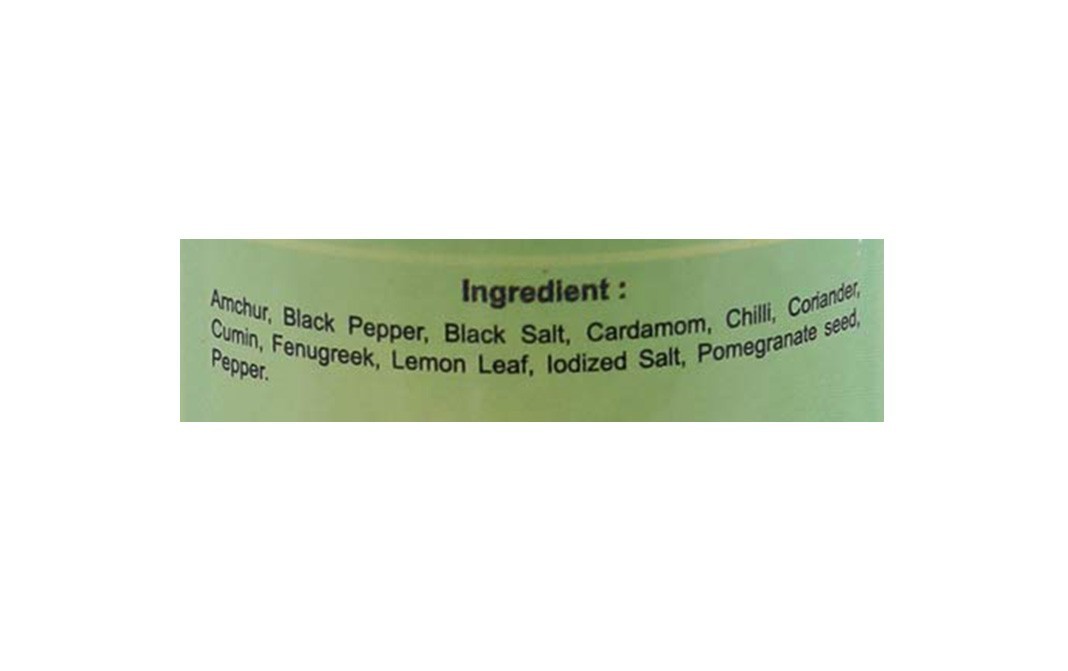 Ingredient :
Amchur, Black Pepper, Black Salt, Cardamom, Chilli, Coriander,
Cumin, Fenugreek, Lemon Leaf, Iodized Salt, Pomegranate seed,
Pepper.